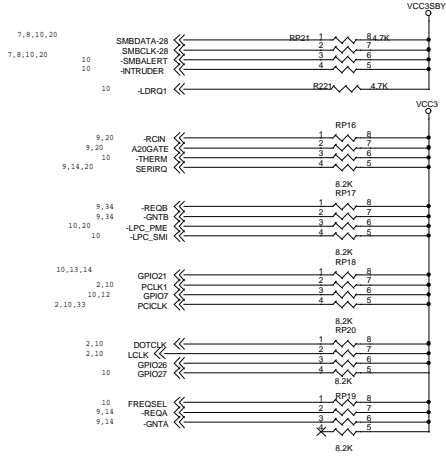 VCC3SBY
7,8,10,20 SMBDATA-28 1 RP21 8 4.7K
7,8,10,20 SMBCLK-28 2 7
10 -SMBALERT 3 6
10 -INTRUDER 4 5
10 -LDRQ1 R221 4.7K
VCC3
RP16
9,20 -RCIN 1 8
9,20 A20GATE 2 7
10 -THERM 3 6
9,14,20 SERIRQ 4 5
8.2K
RP17
9,34 -REQB 1 8
9,34 -GNTB 2 7
10,20 -LPC_PME 3 6
10 -LPC_SMI 4 5
8.2K
RP18
10,13,14 GPIO21 1 8
2,10 PCLK1 2 7
10,12 GPIO7 3 6
2,10,33 PCICLK 4 5
8.2K
RP20
2,10 DOTCLK 1 8
2,10 LCLK 2 7
GPIO26 3 6
10 GPIO27 4 5
8.2K
RP19
10 FREQSEL 1 8
9,14 -REQA 2 7
9,14 -GNTA 3 6
4 5
8.2K